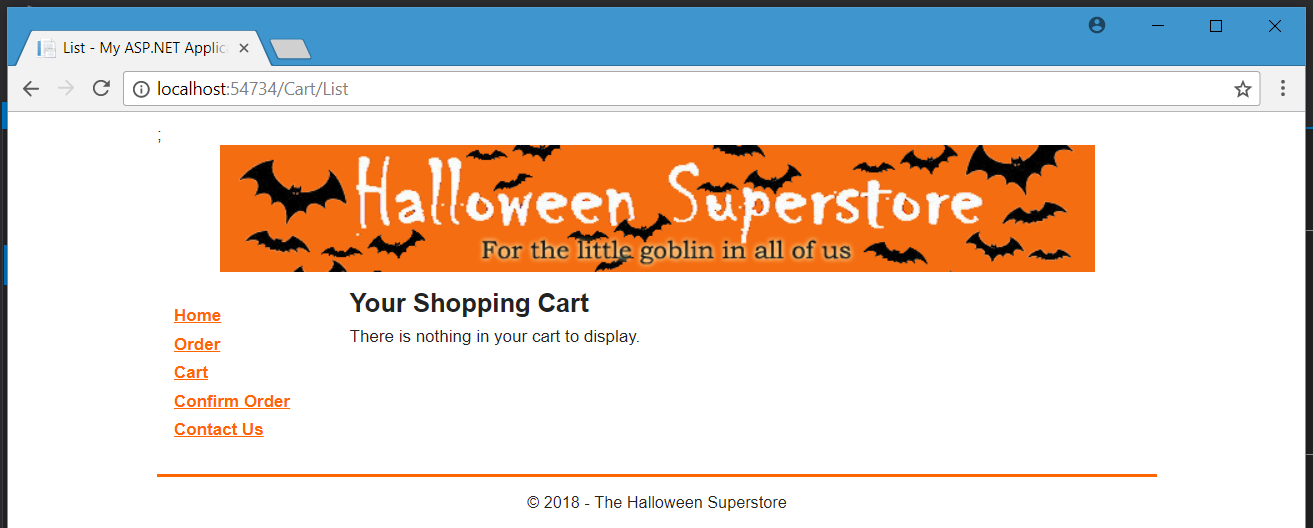 List - My ASP.NET Applic
localhost:54734/Cart/List
;
Halloween Superstore
For the little goblin in all of us
Your Shopping Cart
There is nothing in your cart to display.
Home
Order
Cart
Confirm Order
Contact Us
© 2018 - The Halloween Superstore